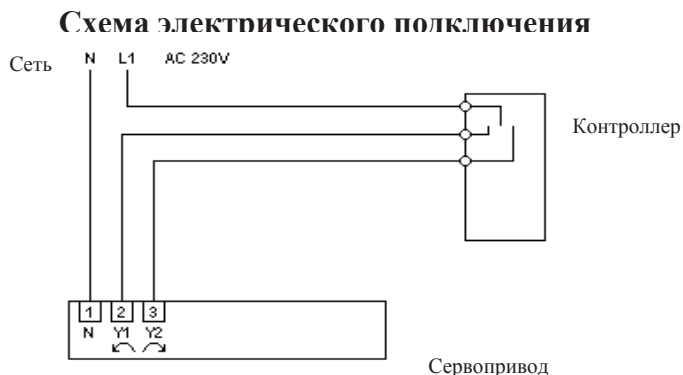 Схема электрического подключения
Сеть N L1 AC 230V
Контроллер
1 2 3
N Y1 Y2
Сервопривод